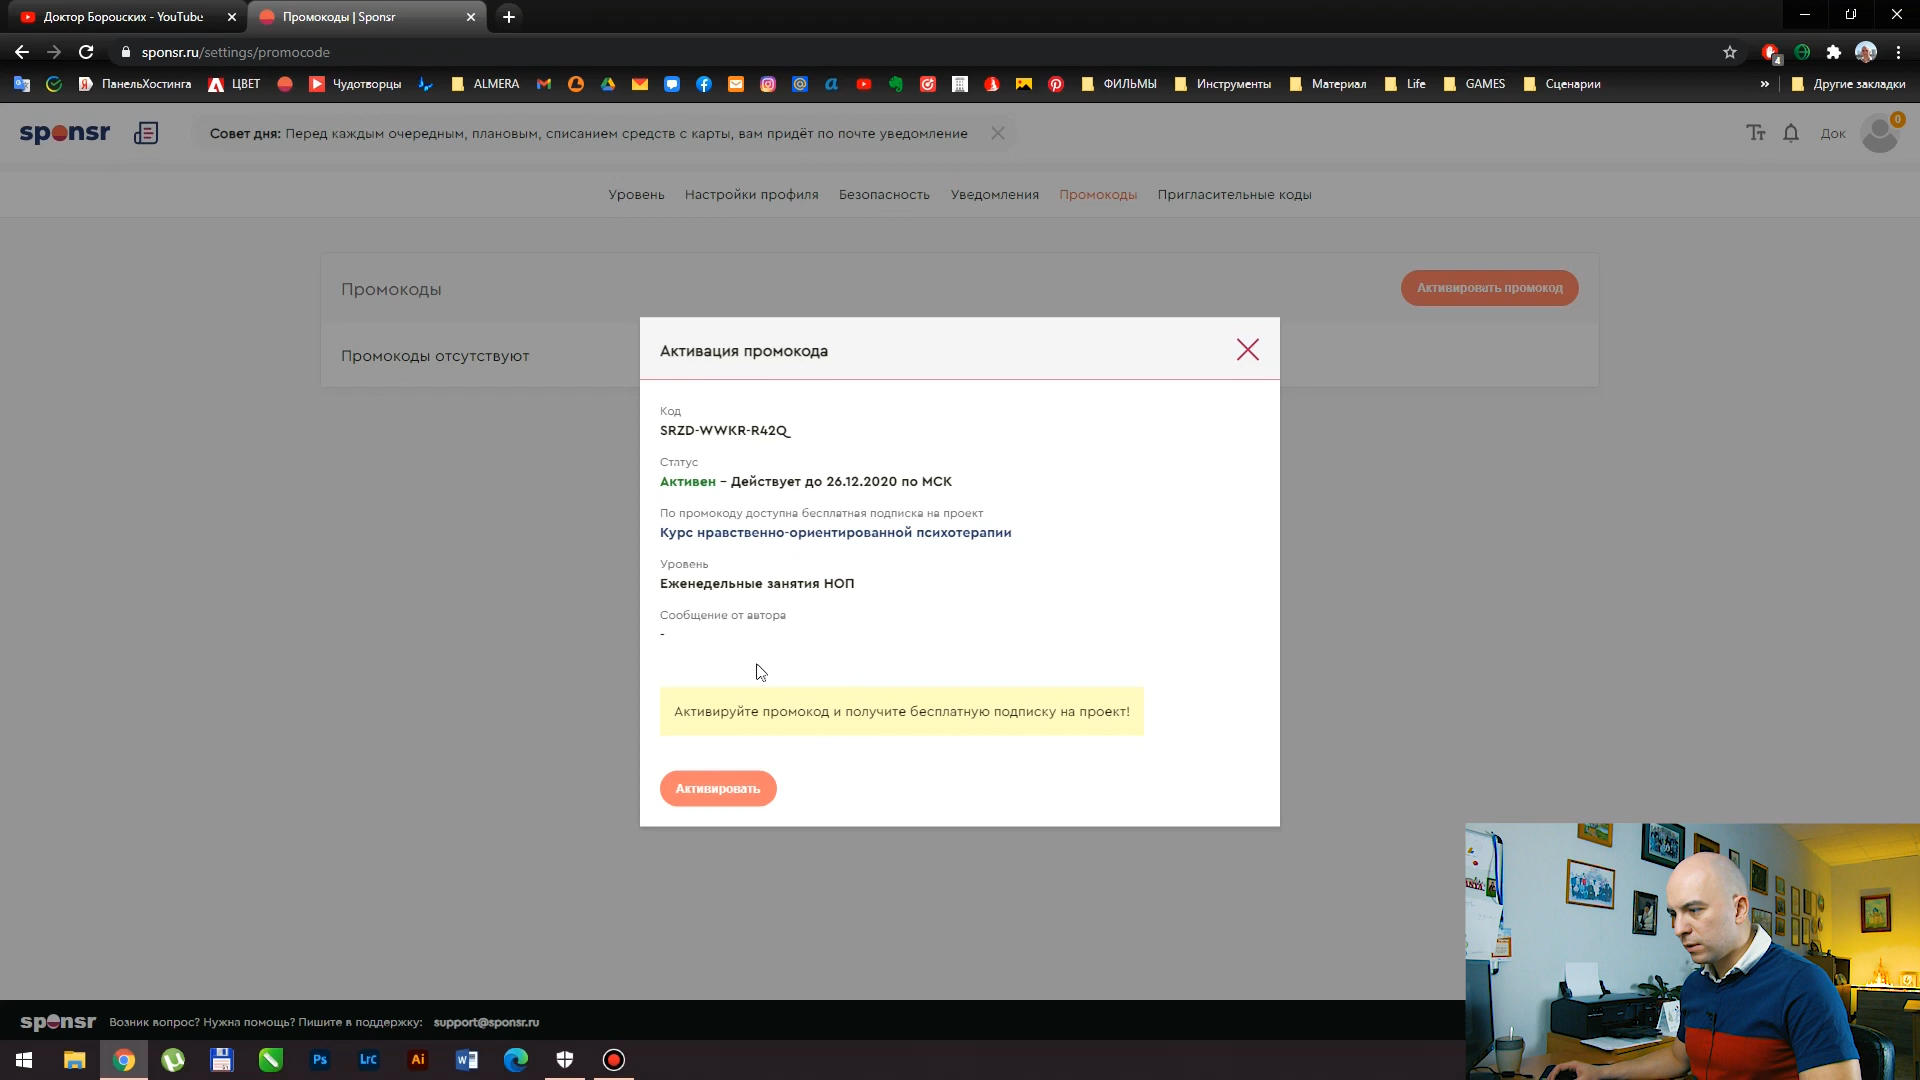 Доктор Боровских - YouTube
Промокоды | Sponsr
sponsr.ru/settings/promocode
ПанельХостинга
ЦВЕТ
Чудотворцы
ALMERA
ФИЛЬМЫ
Инструменты
Материал
Life
GAMES
Сценарии
»
Другие закладки
sponsr
Совет дня: Перед каждым очередным, плановым, списанием средств с карты, вам придёт по почте уведомление
Док
0
Уровень
Настройки профиля
Безопасность
Уведомления
Промокоды
Пригласительные коды
Промокоды
Активировать промокод
Промокоды отсутствуют
Активация промокода
Код
SRZD-WWKR-R42Q
Статус
Активен – Действует до 26.12.2020 по МСК
По промокоду доступна бесплатная подписка на проект
Курс нравственно-ориентированной психотерапии
Уровень
Еженедельные занятия НОП
Сообщение от автора
-
Активируйте промокод и получите бесплатную подписку на проект!
Активировать
sponsr
Возник вопрос? Нужна помощь? Пишите в поддержку: support@sponsr.ru
Ps
Lrc
Ai
W